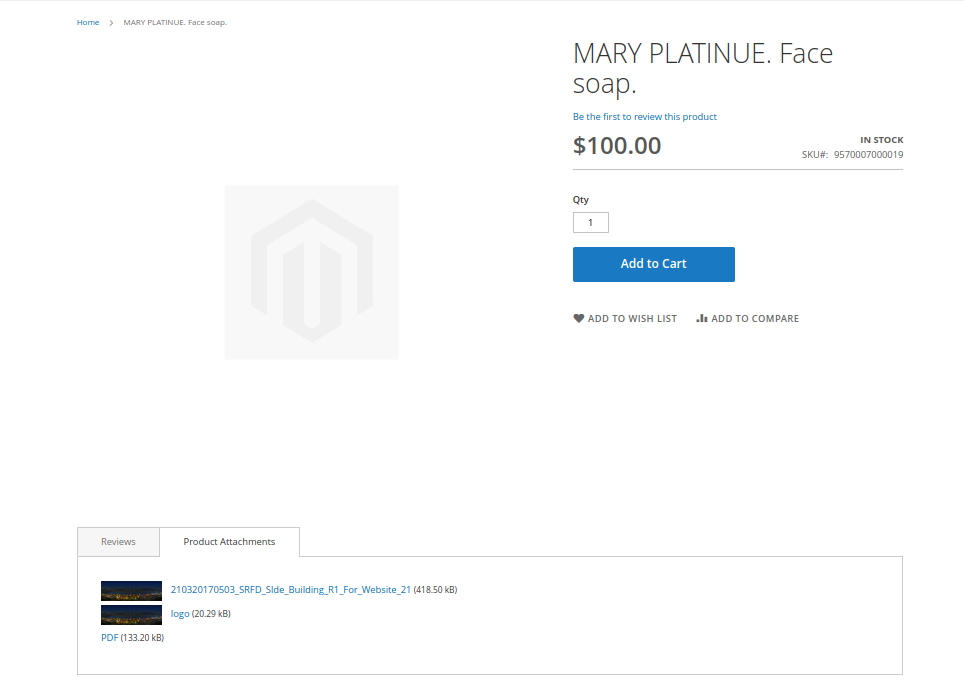 Home > MARY PLATINUE. Face soap.
MARY PLATINUE. Face
soap.
Be the first to review this product
$100.00
IN STOCK
SKU#: 9570007000019
Qty
1
Add to Cart
ADD TO WISH LIST
ADD TO COMPARE
Reviews
Product Attachments
210320170503_SRFD_SIde_Building_R1_For_Website_21 (418.50 kB)
logo (20.29 kB)
PDF (133.20 kB)